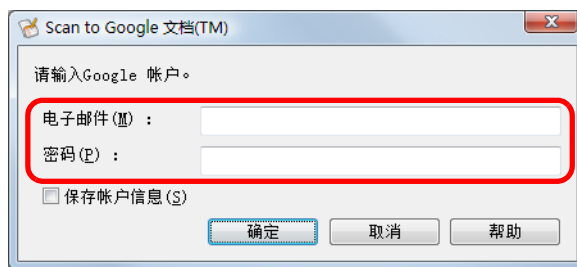 Scan to Google 文档(TM)
请输入Google 帐户。
电子邮件(M) :
密码(P) :
保存帐户信息(S)
确定 取消 帮助